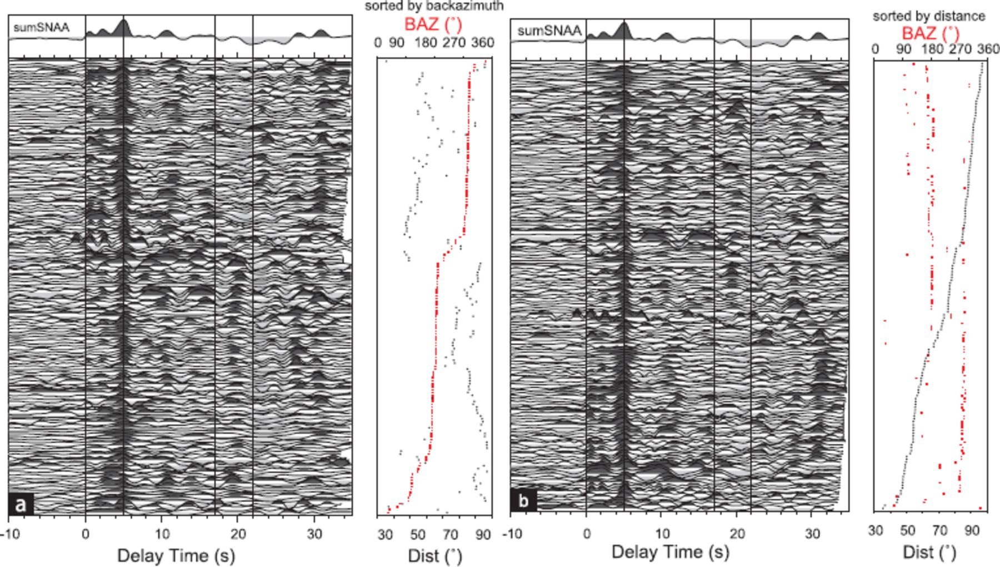 sorted by backazimuth
BAZ (°)
0 90 180 270 360
sumSNAA
a
-10 0 10 20 30
Delay Time (s)
30 50 70 90
Dist (°)
sumSNAA
b
-10 0 10 20 30
Delay Time (s)
sorted by distance
BAZ (°)
0 90 180 270 360
30 50 70 90
Dist (°)